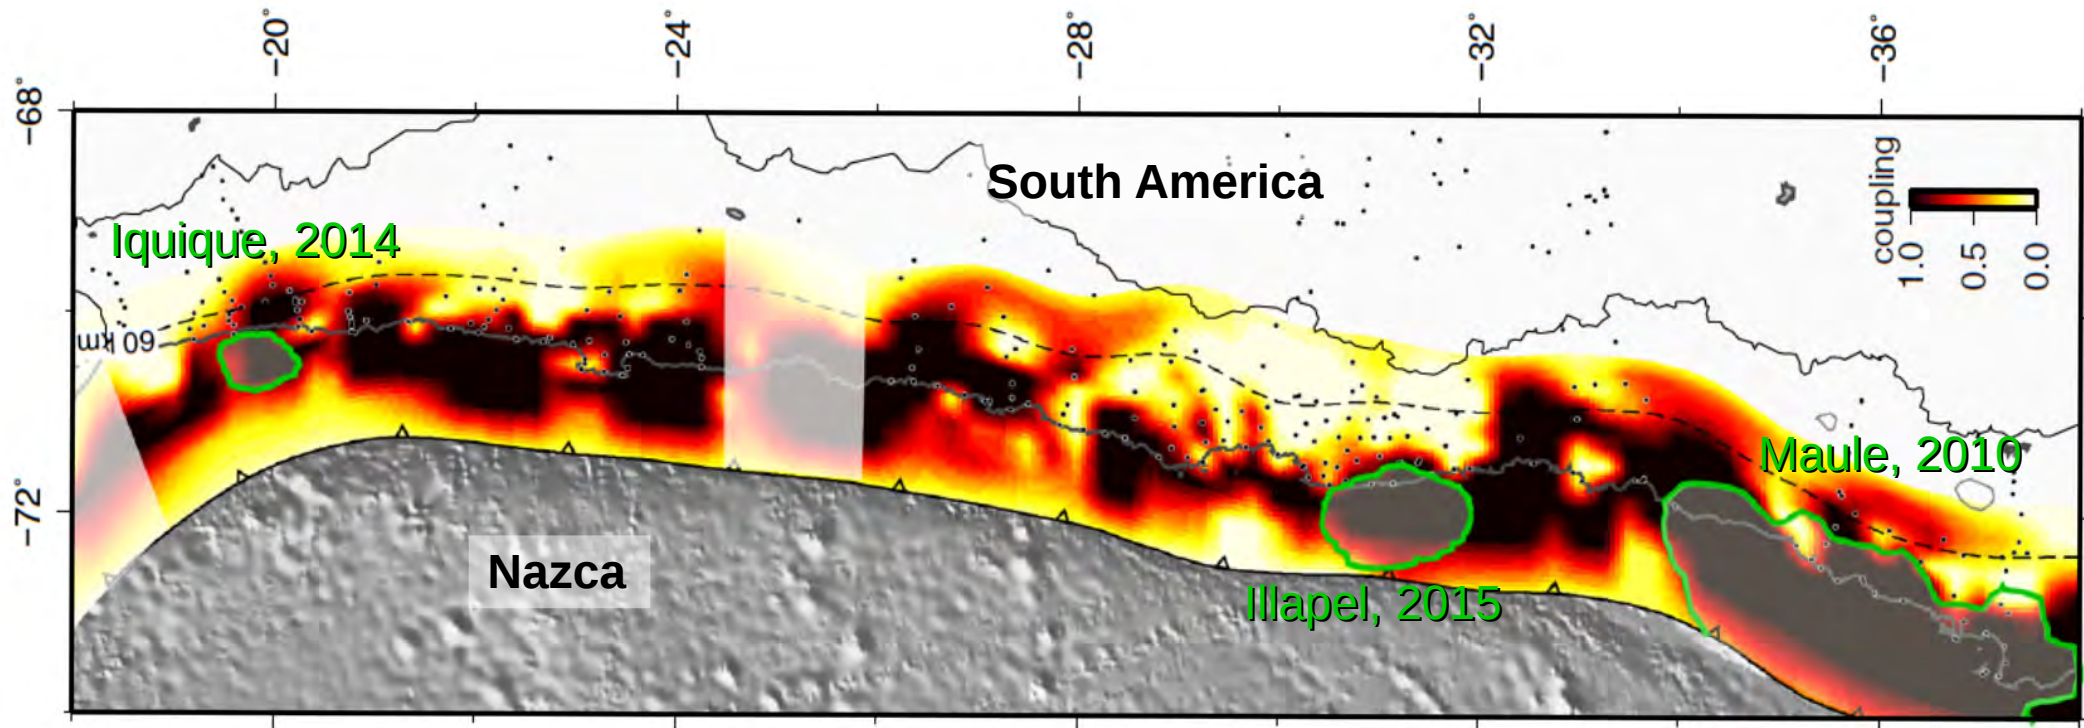 −20°
−24°
−28°
−32°
−36°
−68°
−72°
South America
coupling
1.0
0.5
0.0
Iquique, 2014
60 km
Maule, 2010
Nazca
Illapel, 2015